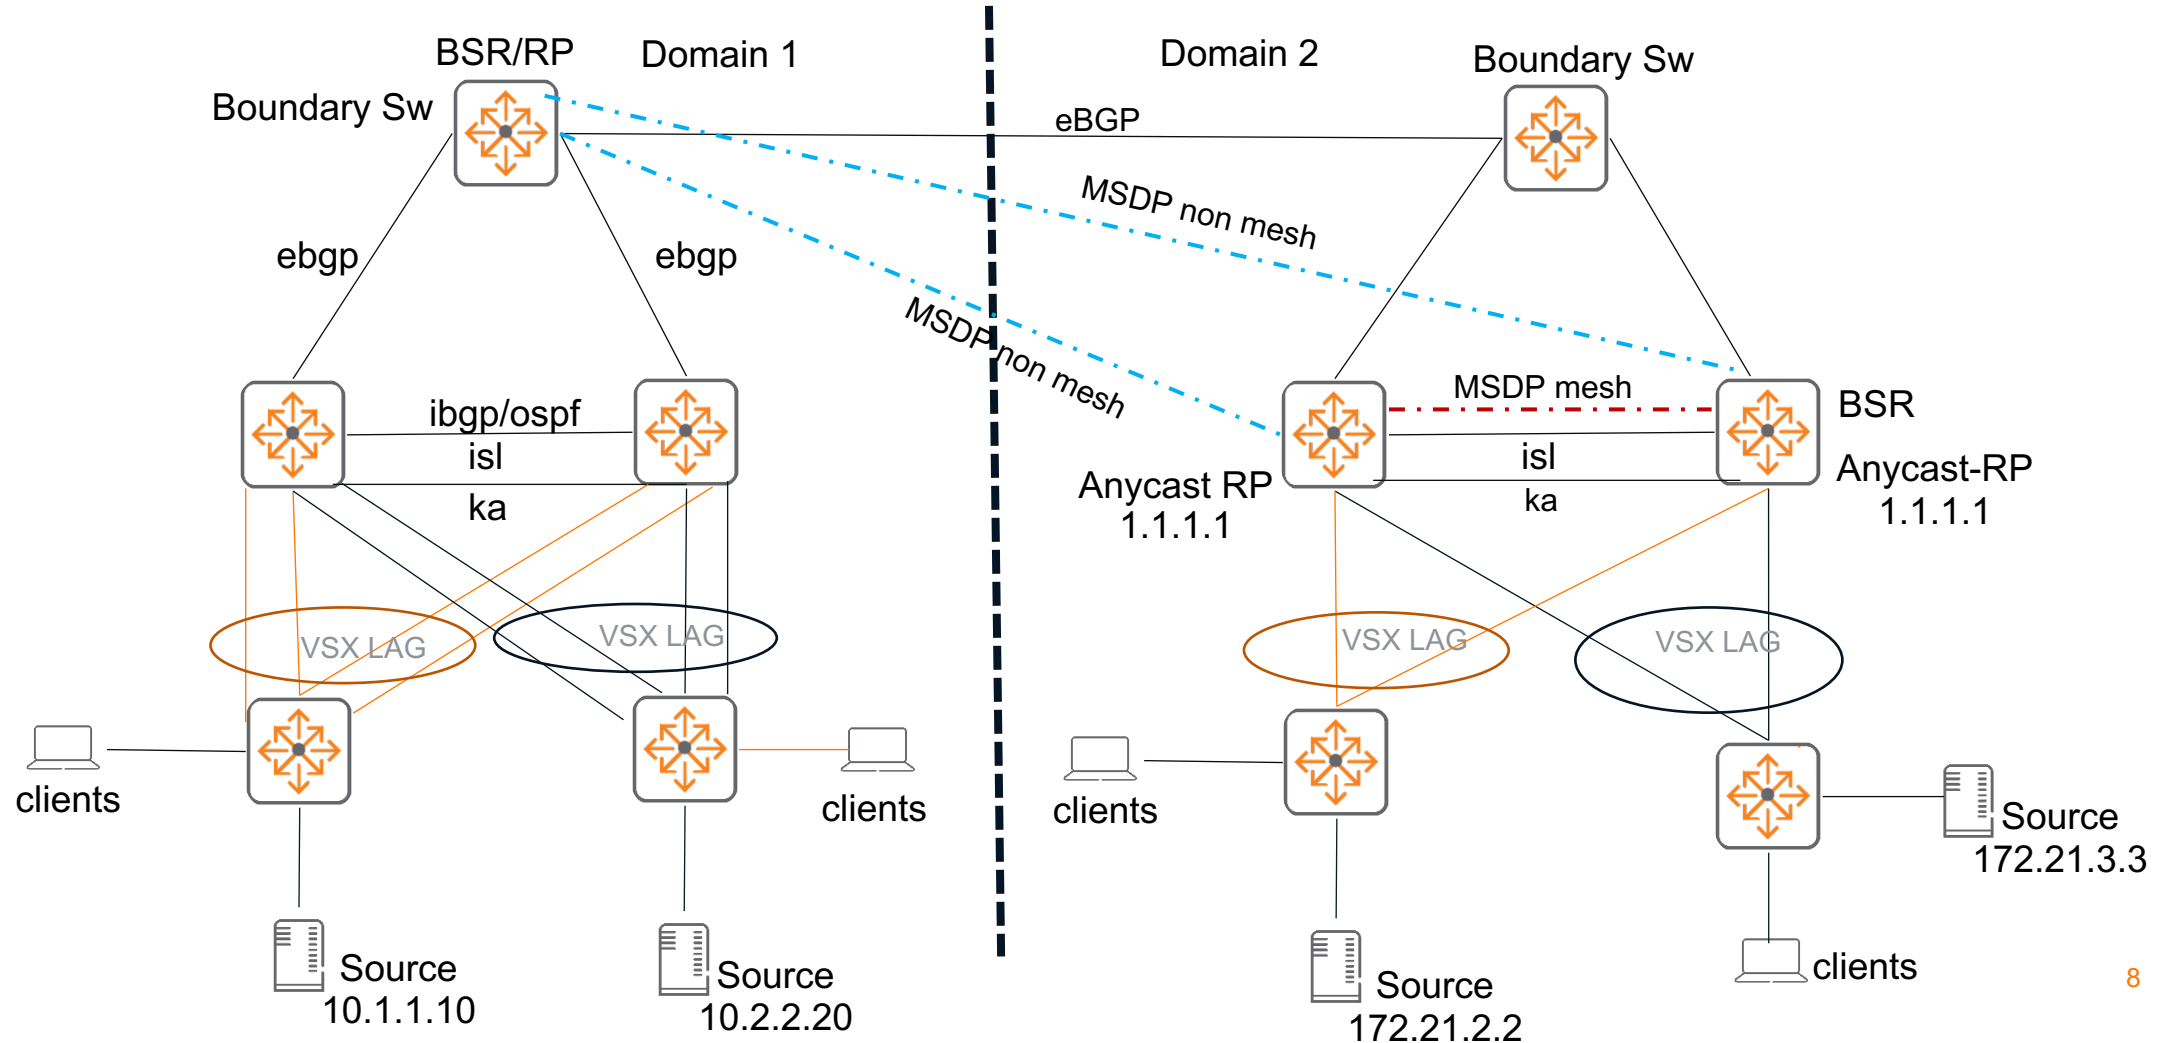 BSR/RP
Domain 1
Domain 2
Boundary Sw
Boundary Sw
eBGP
MSDP non mesh
ebgp
ebgp
MSDP non mesh
MSDP mesh
ibgp/ospf
isl
ka
BSR
isl
ka
Anycast RP
1.1.1.1
Anycast-RP
1.1.1.1
VSX LAG
VSX LAG
VSX LAG
VSX LAG
clients
clients
clients
Source
172.21.3.3
Source
10.1.1.10
Source
10.2.2.20
Source
172.21.2.2
clients
8